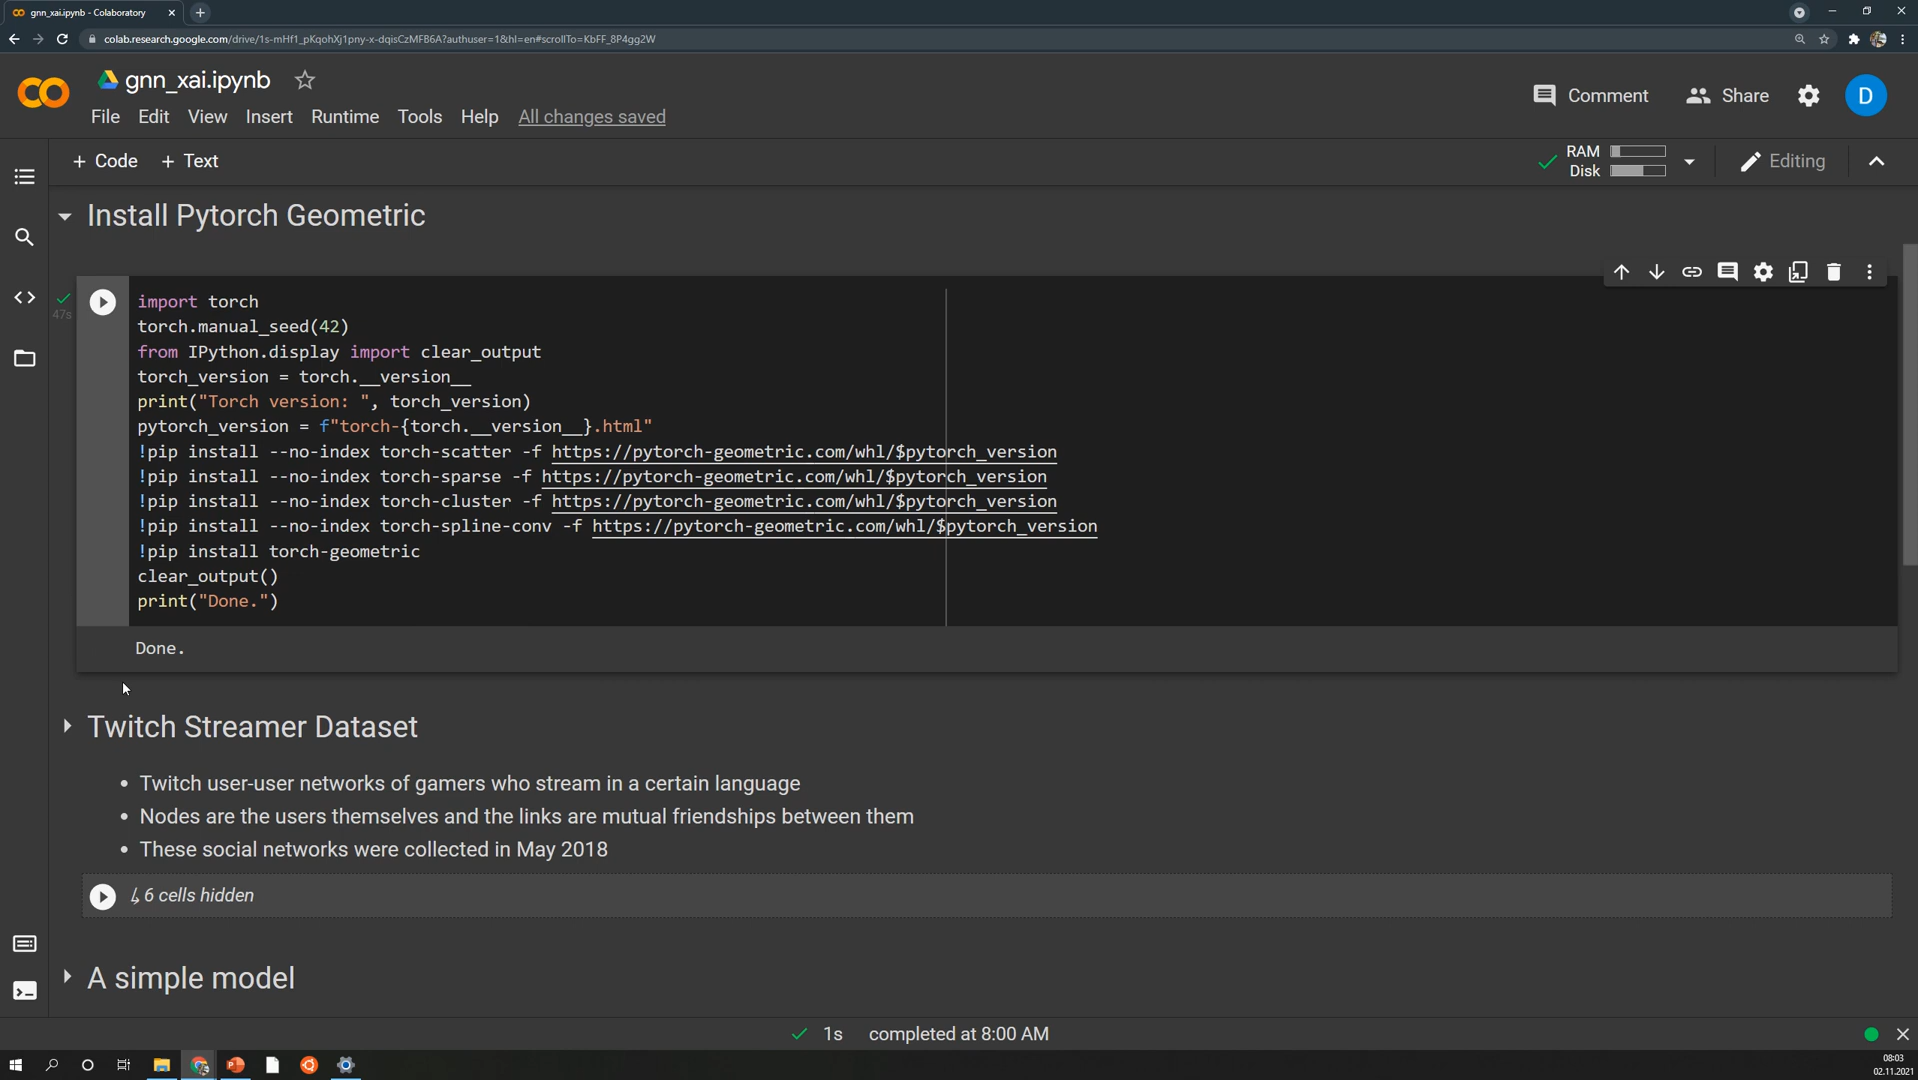 gnn_xai.ipynb - Colaboratory
colab.research.google.com/drive/1s-mHf1_pKqohXj1pny-x-dqisCzMFB6A?authuser=1&hl=en#scrollTo=KbFF_8P4gg2W
gnn_xai.ipynb
Comment
Share
D
File Edit View Insert Runtime Tools Help All changes saved
+ Code + Text
RAM
Disk
Editing
Install Pytorch Geometric
47s
import torch
torch.manual_seed(42)
from IPython.display import clear_output
torch_version = torch.__version__
print("Torch version: ", torch_version)
pytorch_version = f"torch-{torch.__version__}.html"
!pip install --no-index torch-scatter -f https://pytorch-geometric.com/whl/$pytorch_version
!pip install --no-index torch-sparse -f https://pytorch-geometric.com/whl/$pytorch_version
!pip install --no-index torch-cluster -f https://pytorch-geometric.com/whl/$pytorch_version
!pip install --no-index torch-spline-conv -f https://pytorch-geometric.com/whl/$pytorch_version
!pip install torch-geometric
clear_output()
print("Done.")
Done.
Twitch Streamer Dataset
• Twitch user-user networks of gamers who stream in a certain language
• Nodes are the users themselves and the links are mutual friendships between them
• These social networks were collected in May 2018
↳ 6 cells hidden
A simple model
1s completed at 8:00 AM
08:03
02.11.2021